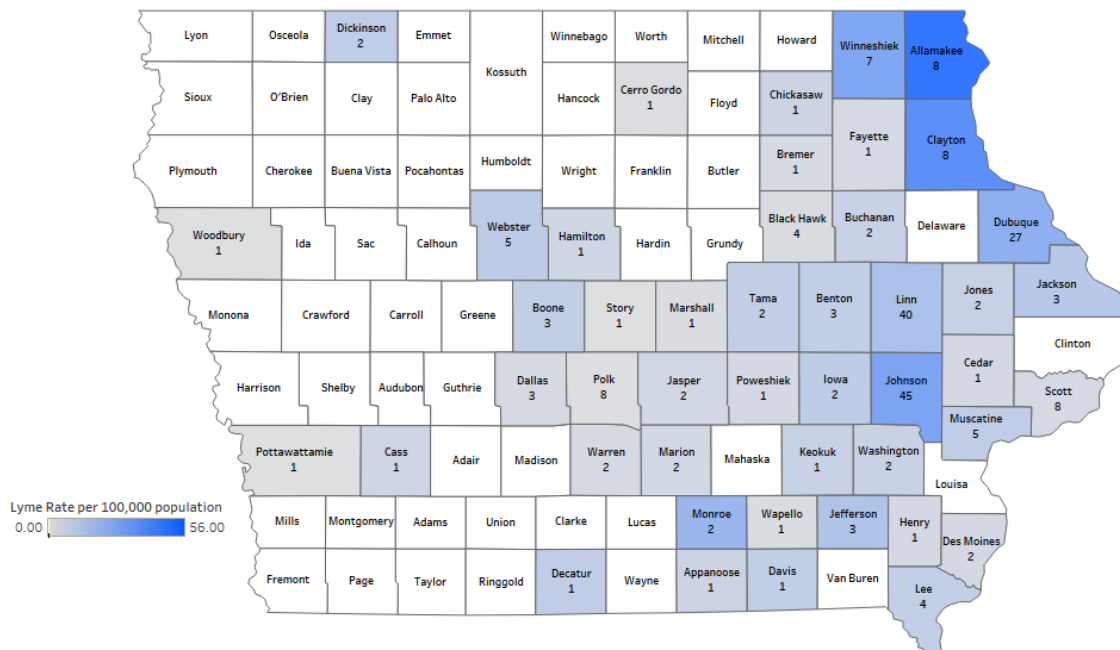 Lyon
Osceola
Dickinson
2
Emmet
Winnebago
Worth
Mitchell
Howard
Winneshiek
7
Allamakee
8
Kossuth
Sioux
O'Brien
Clay
Palo Alto
Hancock
Cerro Gordo
1
Floyd
Chickasaw
1
Fayette
1
Clayton
8
Plymouth
Cherokee
Buena Vista
Pocahontas
Humboldt
Wright
Franklin
Butler
Bremer
1
Woodbury
1
Ida
Sac
Calhoun
Webster
5
Hamilton
1
Hardin
Grundy
Black Hawk
4
Buchanan
2
Delaware
Dubuque
27
Monona
Crawford
Carroll
Greene
Boone
3
Story
1
Marshall
1
Tama
2
Benton
3
Linn
40
Jones
2
Jackson
3
Clinton
Harrison
Shelby
Audubon
Guthrie
Dallas
3
Polk
8
Jasper
2
Poweshiek
1
Iowa
2
Johnson
45
Cedar
1
Scott
8
Muscatine
5
Pottawattamie
1
Cass
1
Adair
Madison
Warren
2
Marion
2
Mahaska
Keokuk
1
Washington
2
Louisa
Lyme Rate per 100,000 population
0.00
56.00
Mills
Montgomery
Adams
Union
Clarke
Lucas
Monroe
2
Wapello
1
Jefferson
3
Henry
1
Des Moines
2
Fremont
Page
Taylor
Ringgold
Decatur
1
Wayne
Appanoose
1
Davis
1
Van Buren
Lee
4